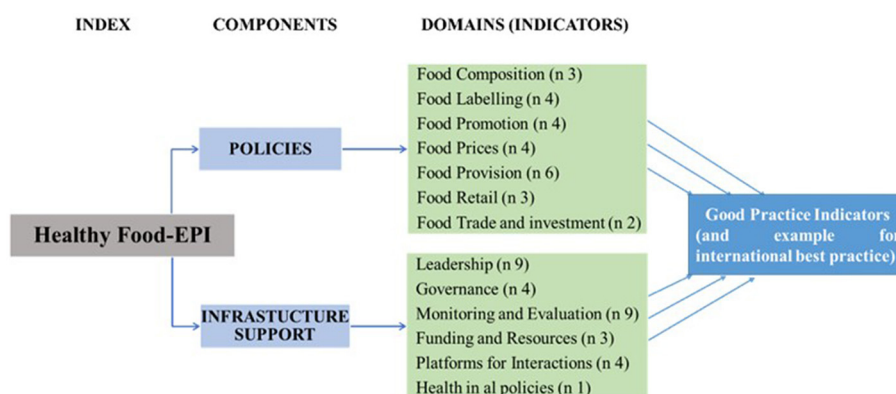 INDEX
COMPONENTS
DOMAINS (INDICATORS)
Food Composition (n 3)
Food Labelling (n 4)
Food Promotion (n 4)
Food Prices (n 4)
Food Provision (n 6)
Food Retail (n 3)
Food Trade and investment (n 2)
POLICIES
Healthy Food-EPI
INFRASTUCTURE
SUPPORT
Leadership (n 9)
Governance (n 4)
Monitoring and Evaluation (n 9)
Funding and Resources (n 3)
Platforms for Interactions (n 4)
Health in al policies (n 1)
Good Practice Indicators
(and example for
international best practice)